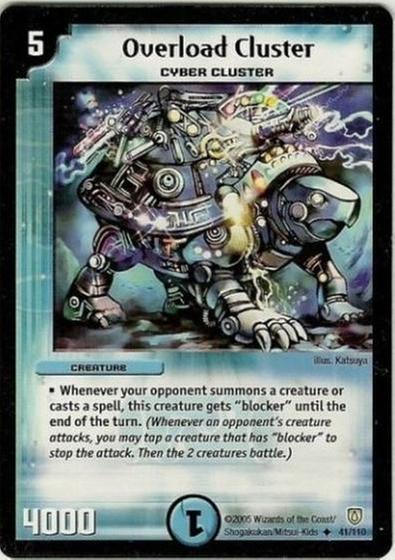 5
Overload Cluster
CYBER CLUSTER
illus. Katsuya
CREATURE
▪ Whenever your opponent summons a creature or
casts a spell, this creature gets “blocker” until the
end of the turn. (Whenever an opponent's creature
attacks, you may tap a creature that has “blocker” to
stop the attack. Then the 2 creatures battle.)
4000
1
©2005 Wizards of the Coast/
Shogakukan/Mitsui-Kids ♦ 41/110